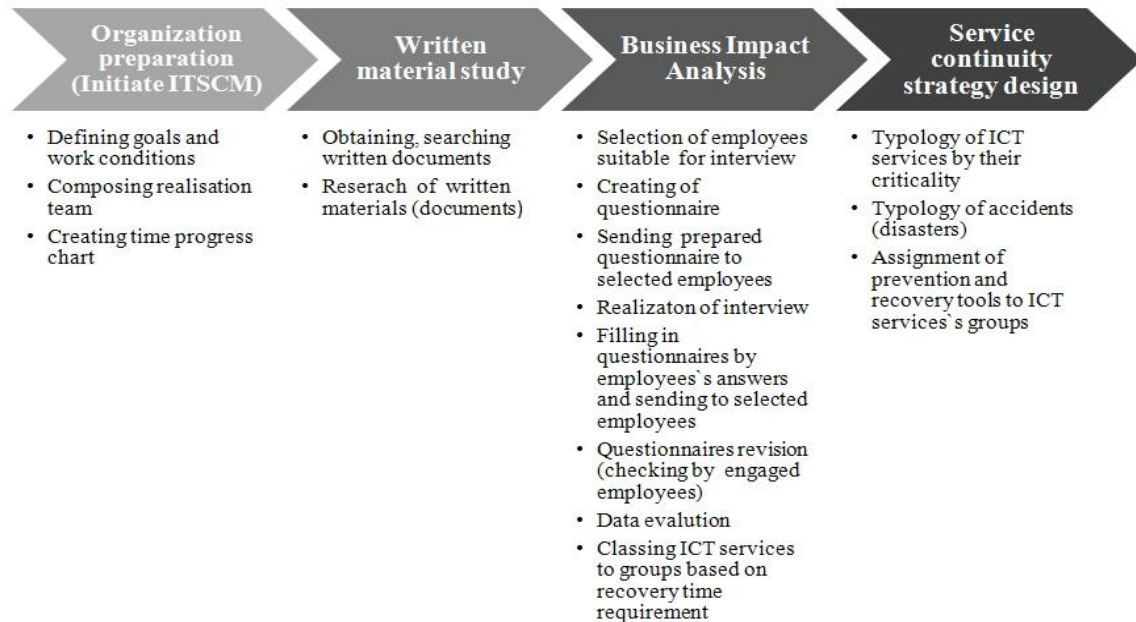 Organization
preparation
(Initiate ITSCM)
• Defining goals and
work conditions
• Composing realisation
team
• Creating time progress
chart
Written
material study
• Obtaining, searching
written documents
• Reserach of written
materials (documents)
Business Impact
Analysis
• Selection of employees
suitable for interview
• Creating of
questionnaire
• Sending prepared
questionnaire to
selected employees
• Realizaton of interview
• Filling in
questionnaires by
employees`s answers
and sending to selected
employees
• Questionnaires revision
(checking by engaged
employees)
• Data evalution
• Classing ICT services
to groups based on
recovery time
requirement
Service
continuity
strategy design
• Typology of ICT
services by their
criticality
• Typology of accidents
(disasters)
• Assignment of
prevention and
recovery tools to ICT
services`s groups